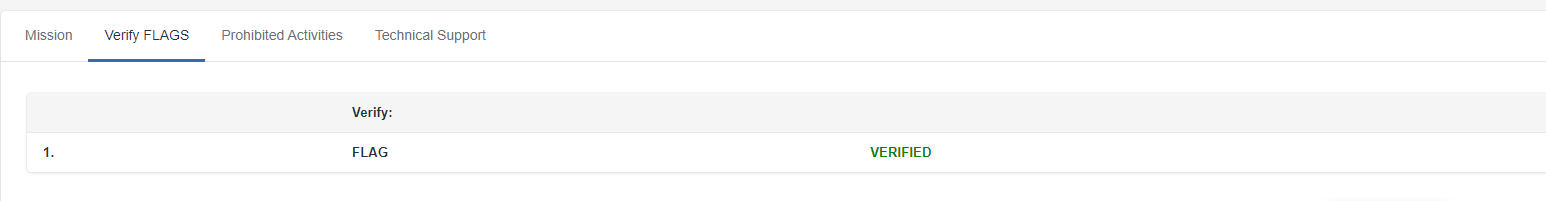 Mission Verify FLAGS Prohibited Activities Technical Support
Verify:
1. FLAG VERIFIED